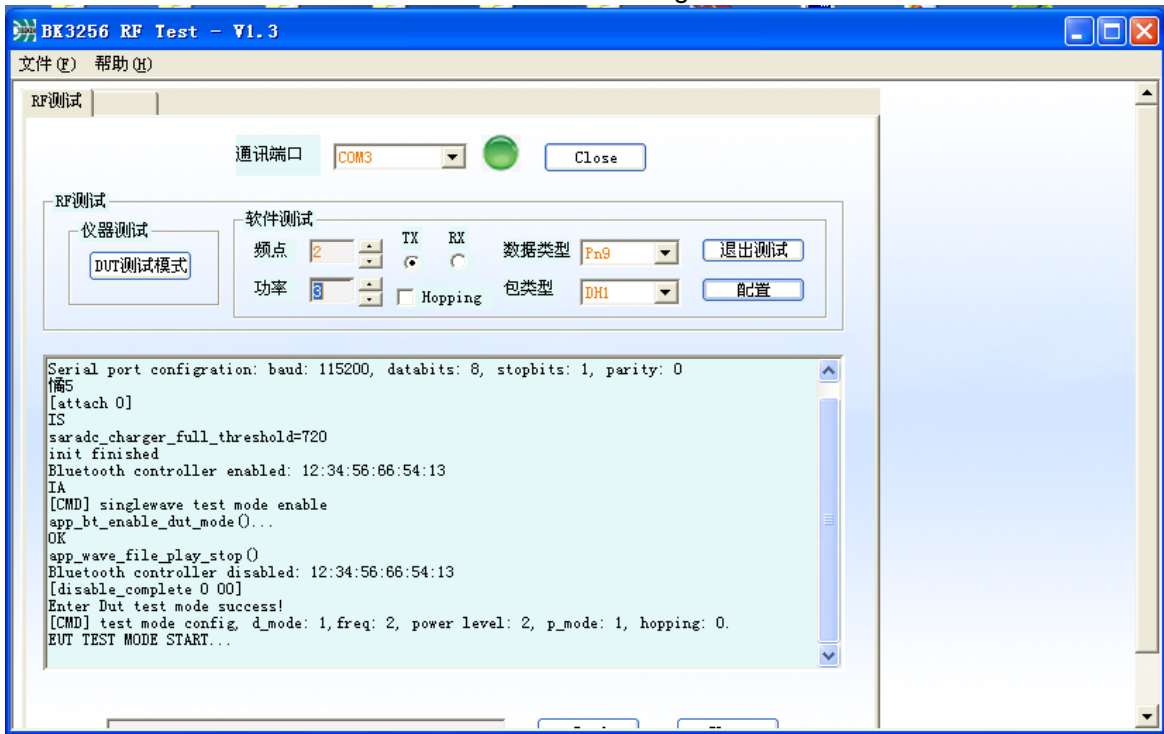 BK3256 RF Test - V1.3
文件(F) 帮助(H)
RF测试
通讯端口 COM3 Close
RF测试
仪器测试
DUT测试模式
软件测试
频点 2 TX RX 数据类型 Pn9 退出测试
功率 3 Hopping 包类型 DH1 配置
Serial port configration: baud: 115200, databits: 8, stopbits: 1, parity: 0
[attach 0]
IS
saradc_charger_full_threshold=720
init finished
Bluetooth controller enabled: 12:34:56:66:54:13
IA
[CMD] singlewave test mode enable
app_bt_enable_dut_mode()...
OK
app_wave_file_play_stop()
Bluetooth controller disabled: 12:34:56:66:54:13
[disable_complete 0 00]
Enter Dut test mode success!
[CMD] test mode config, d_mode: 1,freq: 2, power level: 2, p_mode: 1, hopping: 0.
EUT TEST MODE START...